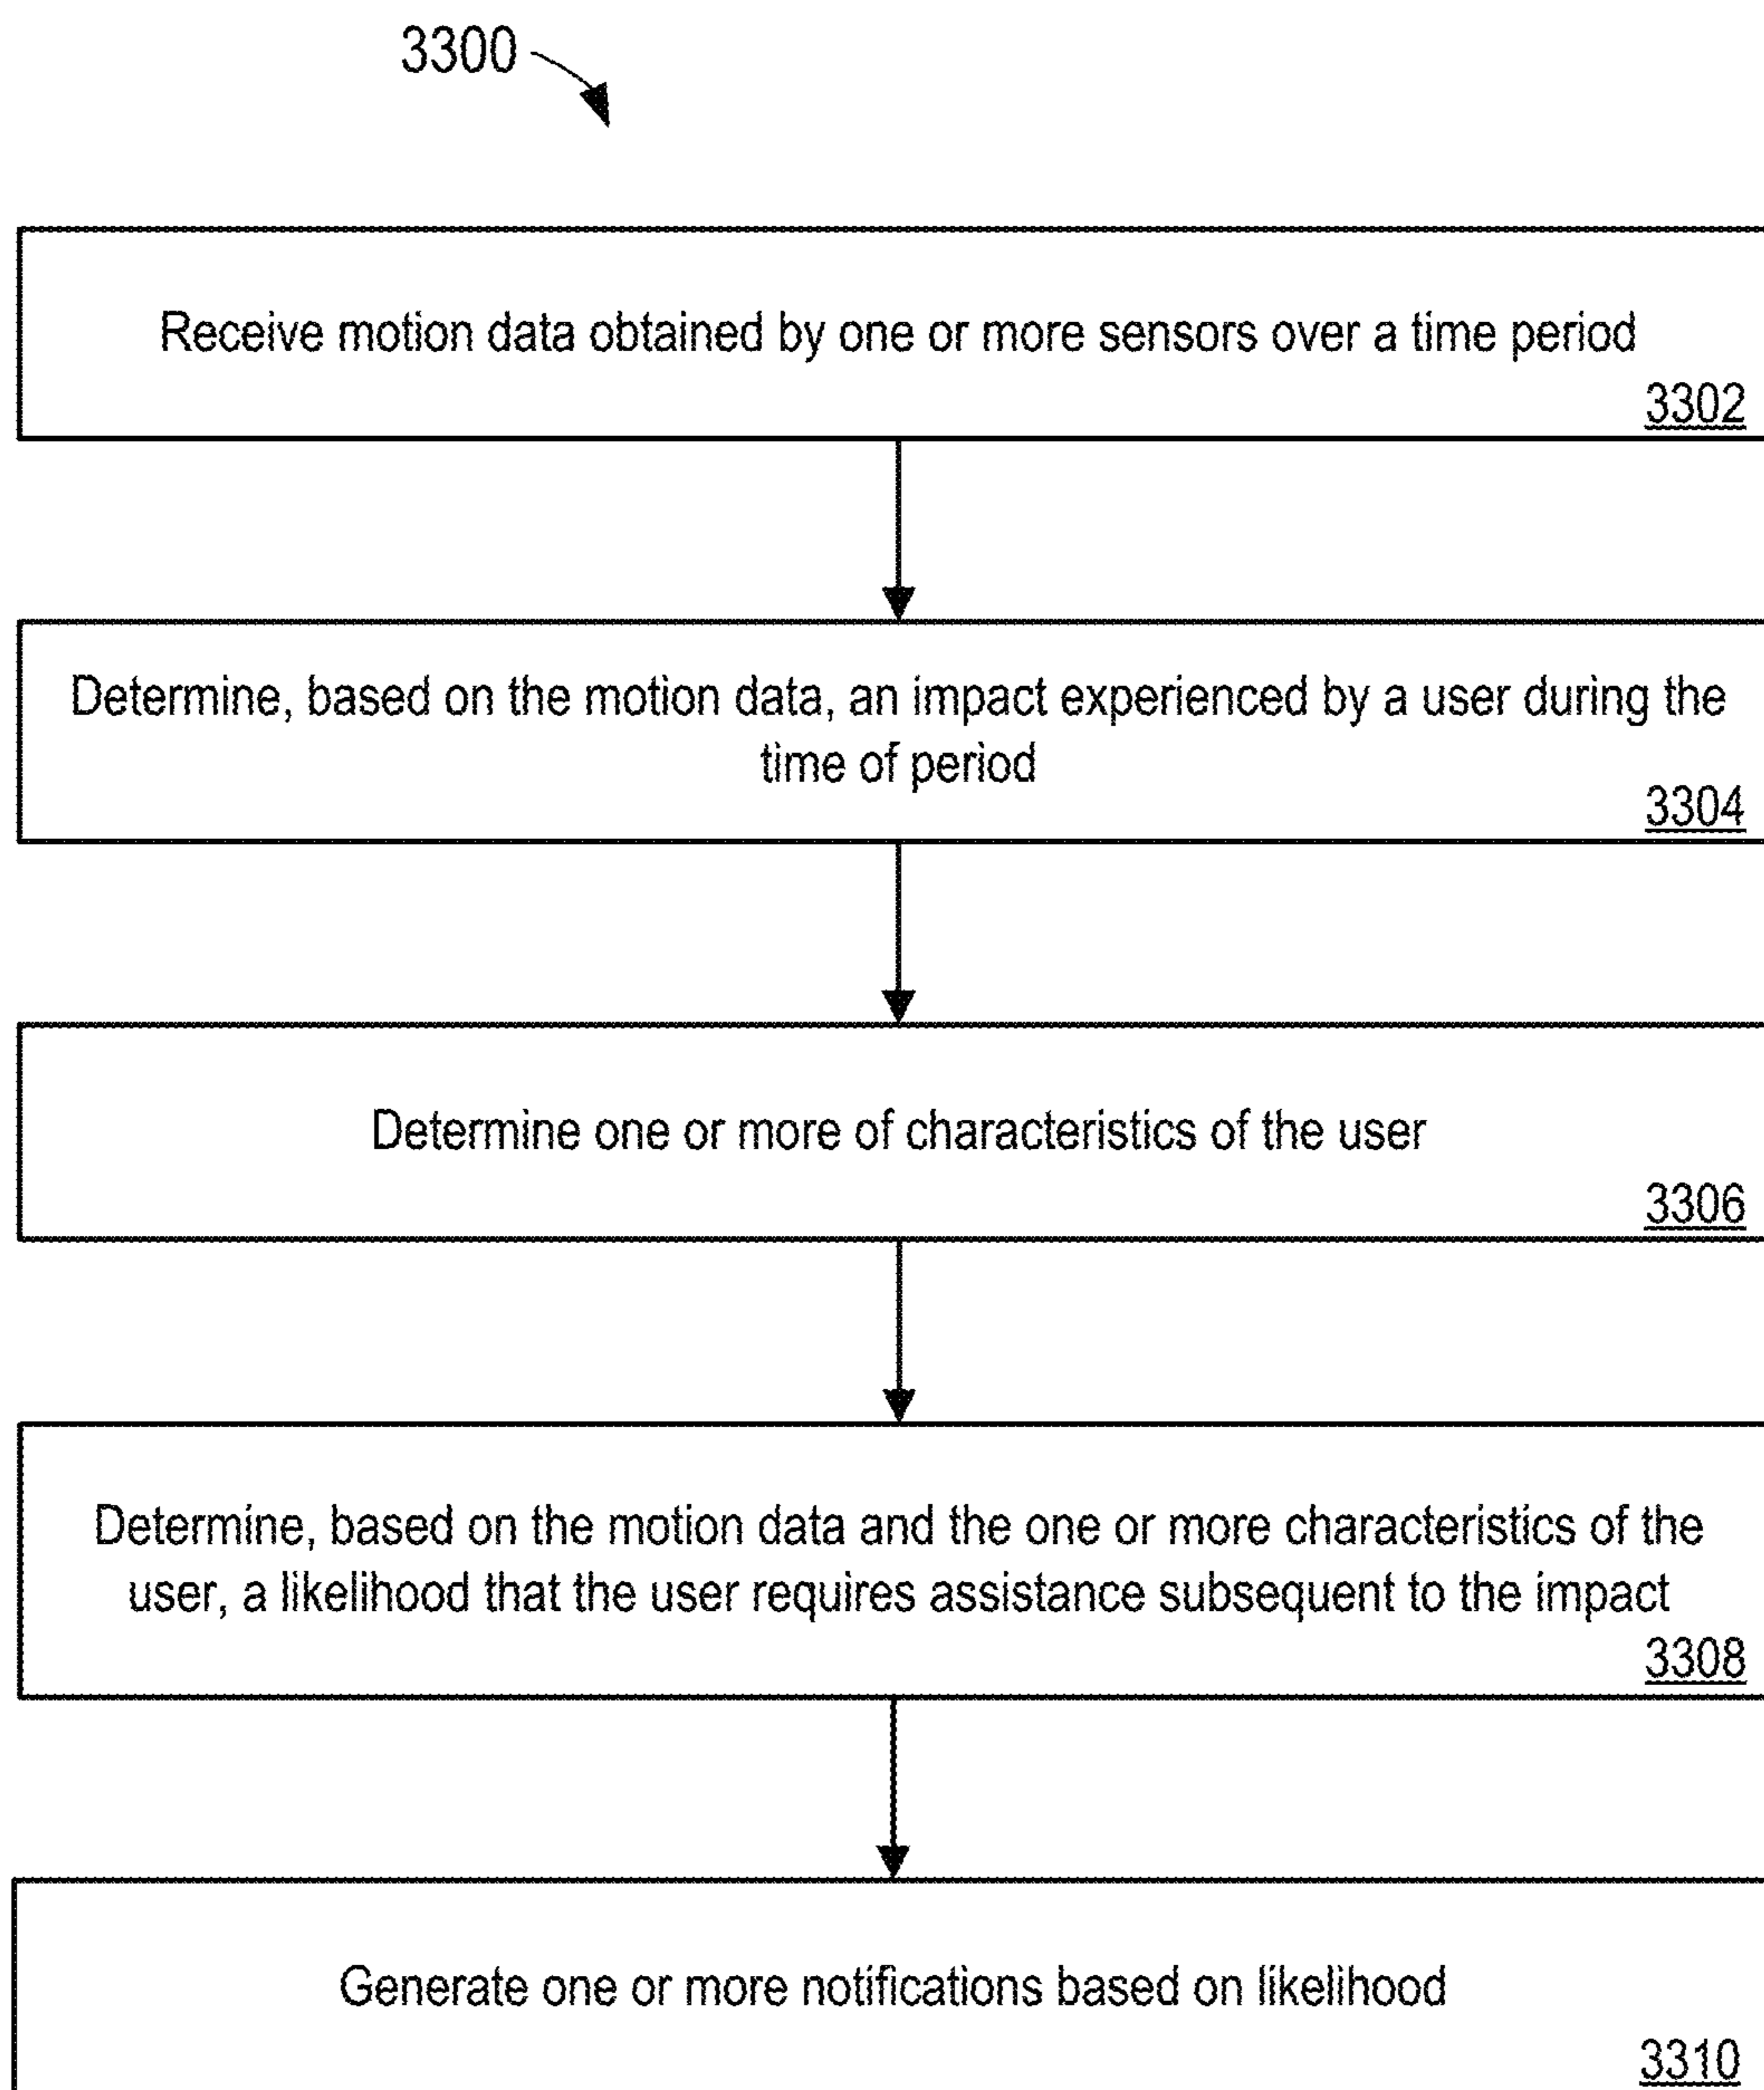 3300
Receive motion data obtained by one or more sensors over a time period
3302
Determine, based on the motion data, an impact experienced by a user during the
time of period
3304
Determine one or more of characteristics of the user
3306
Determine, based on the motion data and the one or more characteristics of the
user, a likelihood that the user requires assistance subsequent to the impact
3308
Generate one or more notifications based on likelihood
3310